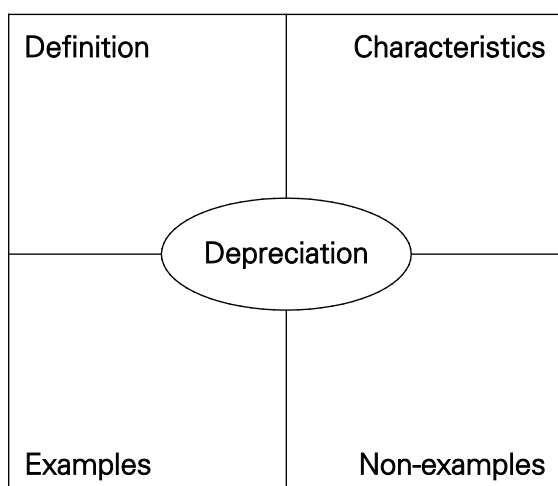 Definition
Characteristics
Depreciation
Examples
Non-examples